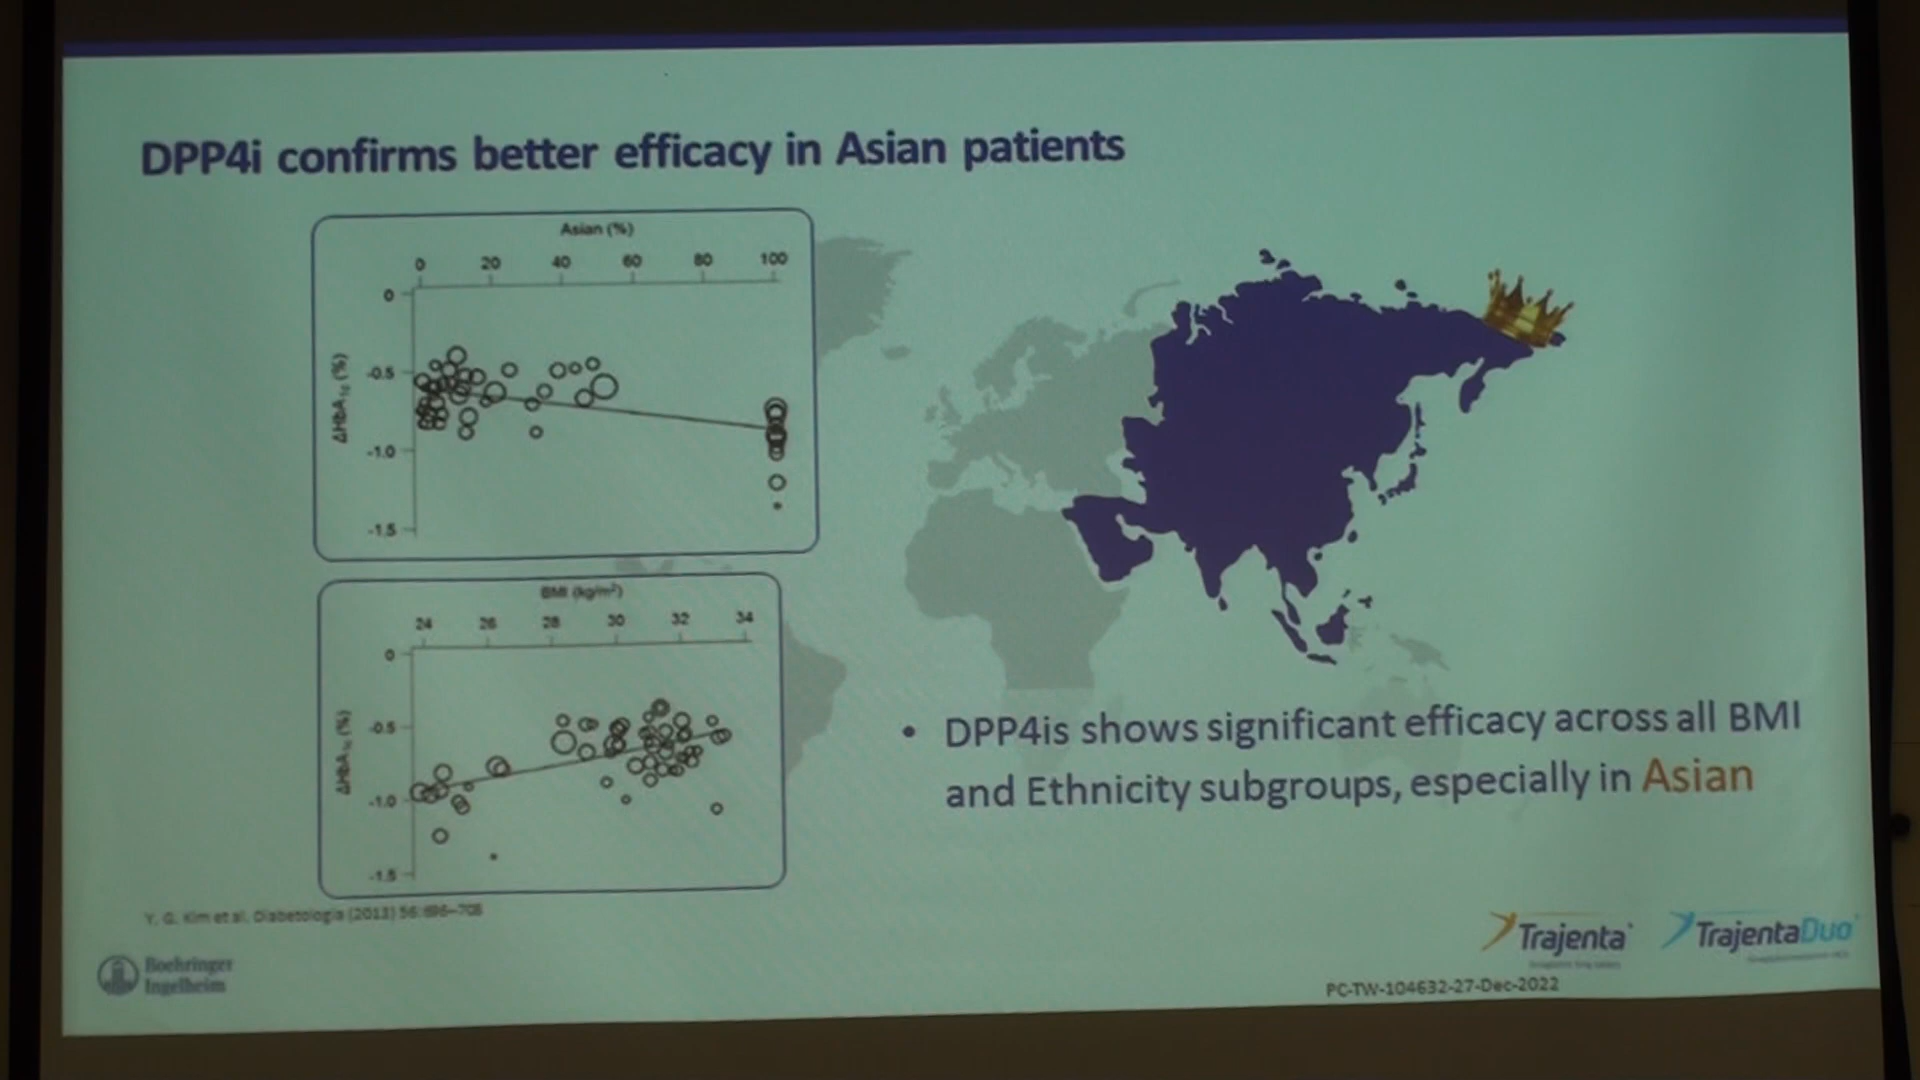 DPP4i confirms better efficacy in Asian patients
Asian (%)
0 20 40 60 80 100
0
-0.5
-1.0
-1.5
ΔHbA1c (%)
BMI (kg/m²)
24 26 28 30 32 34
0
-0.5
-1.0
-1.5
ΔHbA1c (%)
• DPP4is shows significant efficacy across all BMI
and Ethnicity subgroups, especially in Asian
Y. G. Kim et al. Diabetologia (2013) 56:696–708
Boehringer
Ingelheim
Trajenta
TrajentaDuo
PC-TW-104632-27-Dec-2022